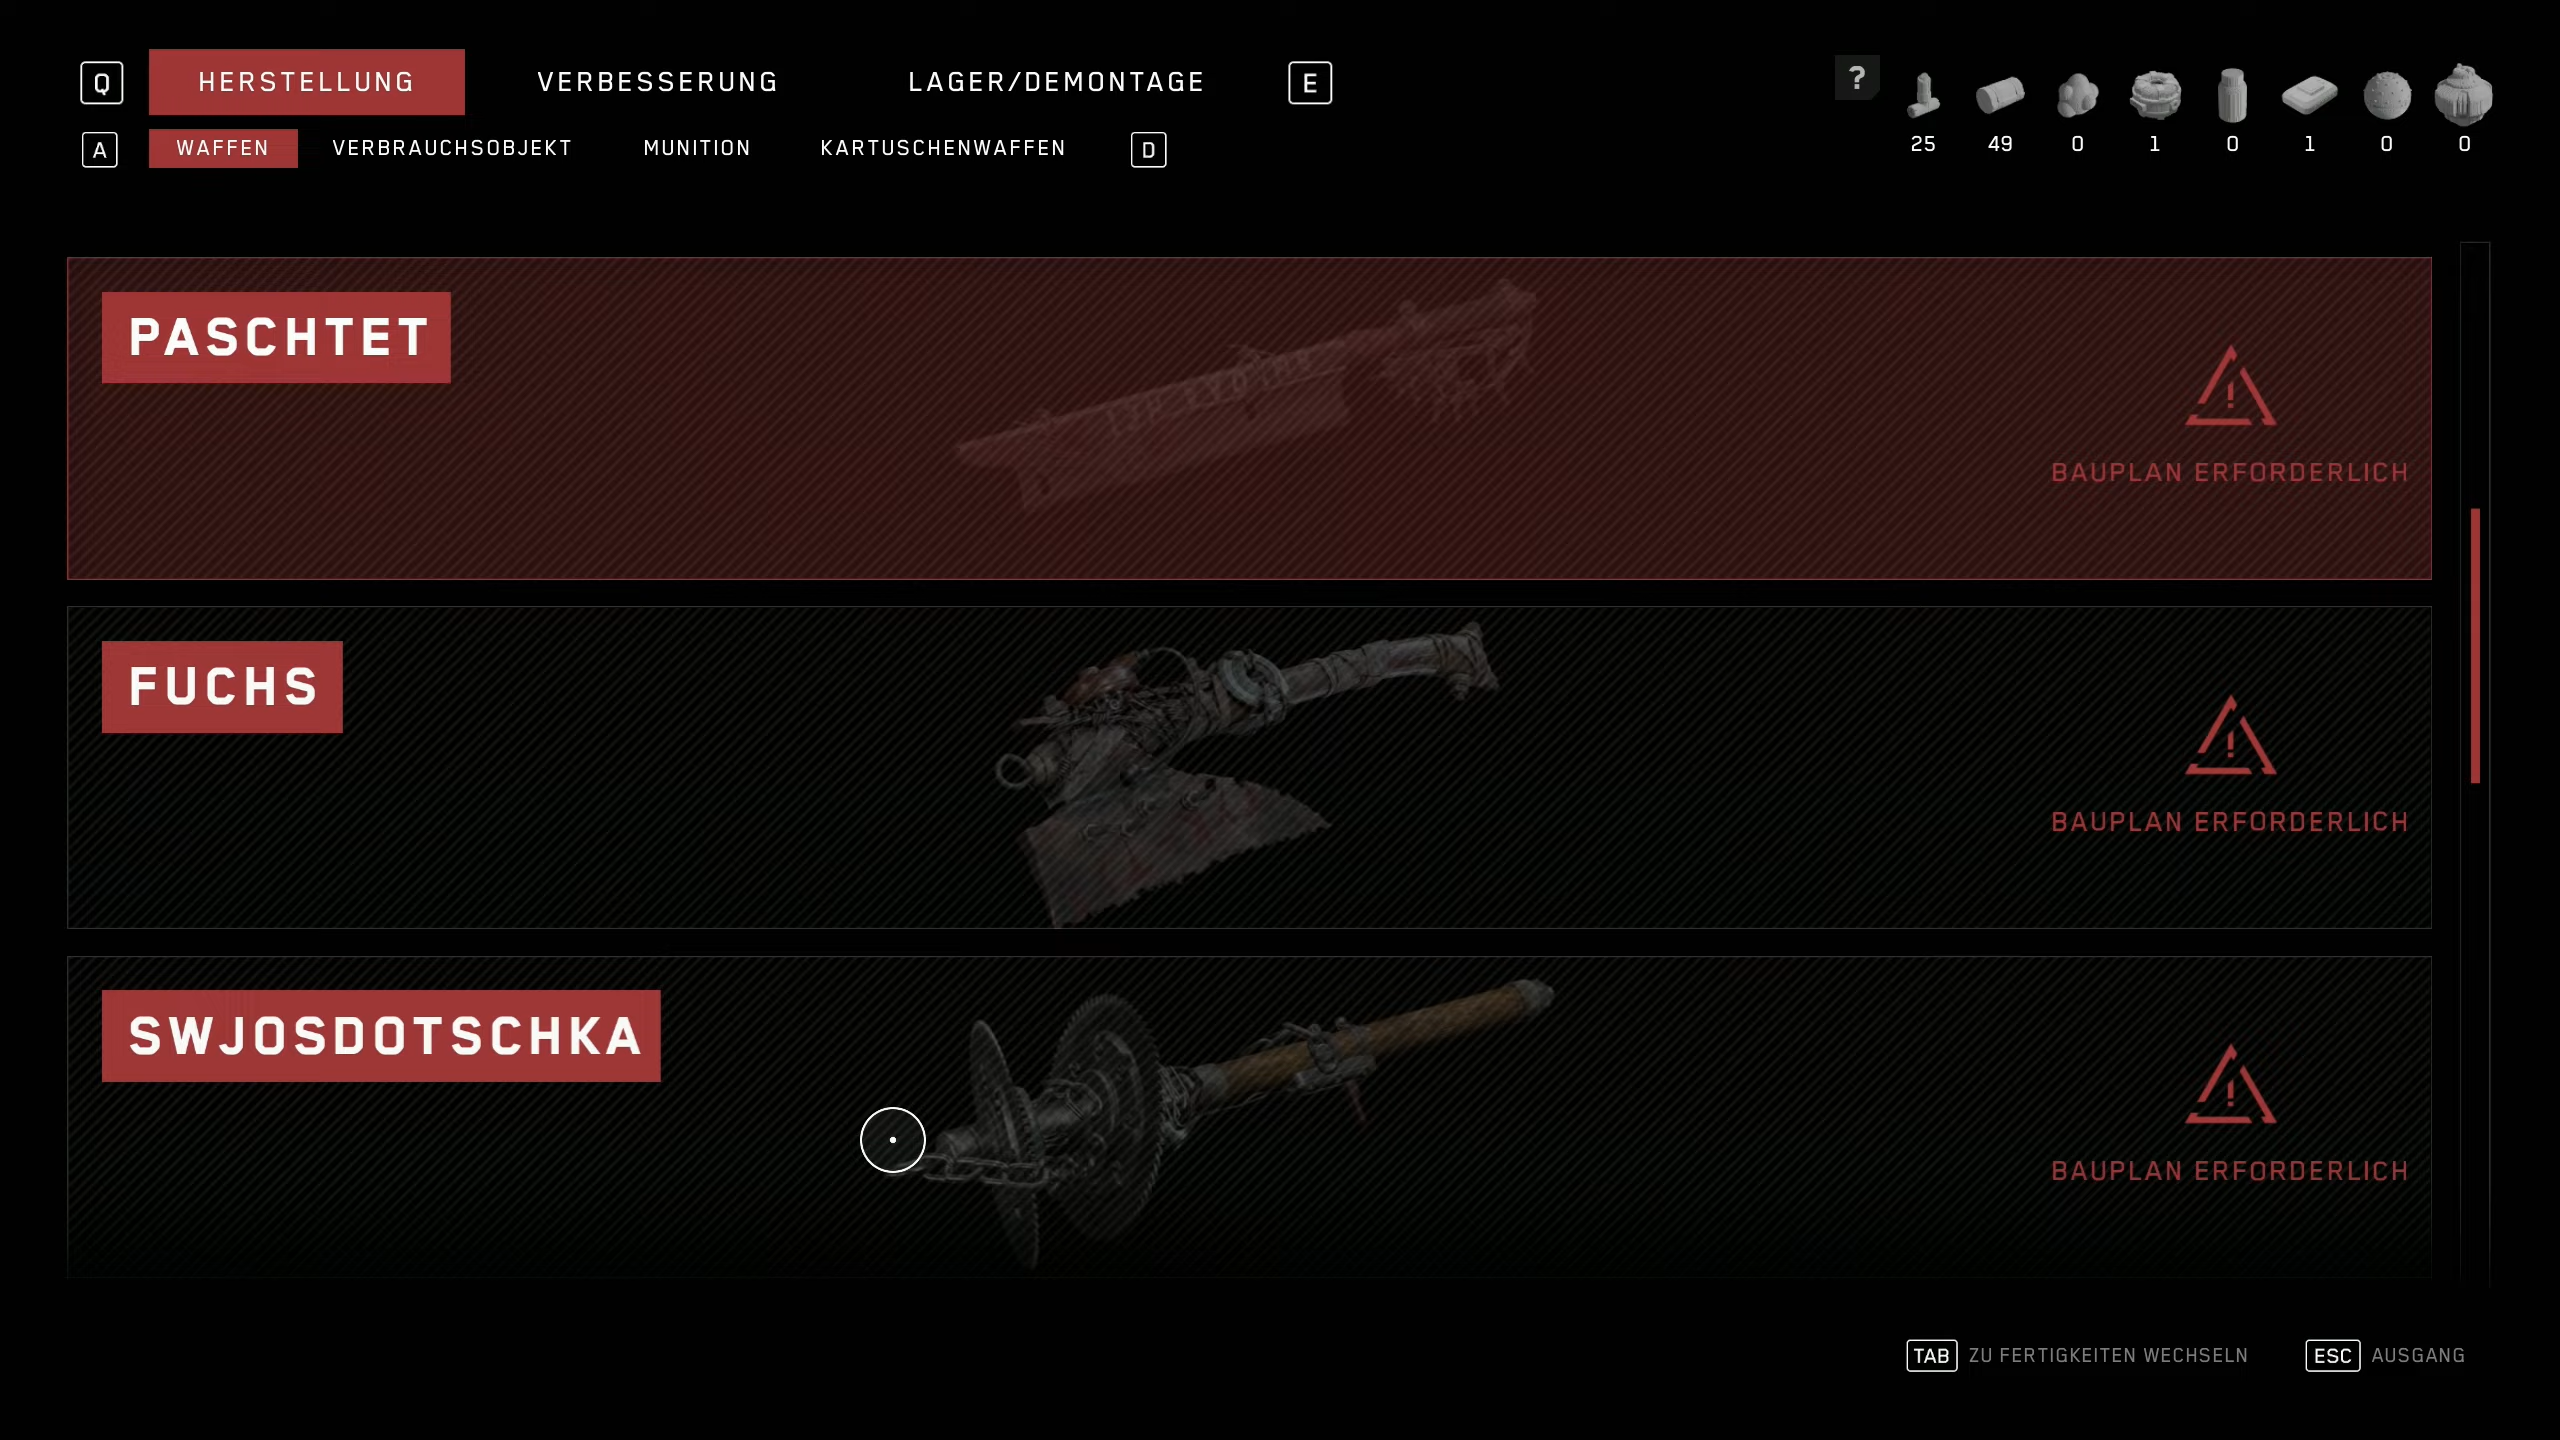 Q HERSTELLUNG VERBESSERUNG LAGER/DEMONTAGE E
?
A WAFFEN VERBRAUCHSOBJEKT MUNITION KARTUSCHENWAFFEN D
25 49 0 1 0 1 0 0
PASCHTET
BAUPLAN ERFORDERLICH
FUCHS
BAUPLAN ERFORDERLICH
SWJOSDOTSCHKA
BAUPLAN ERFORDERLICH
TAB ZU FERTIGKEITEN WECHSELN ESC AUSGANG